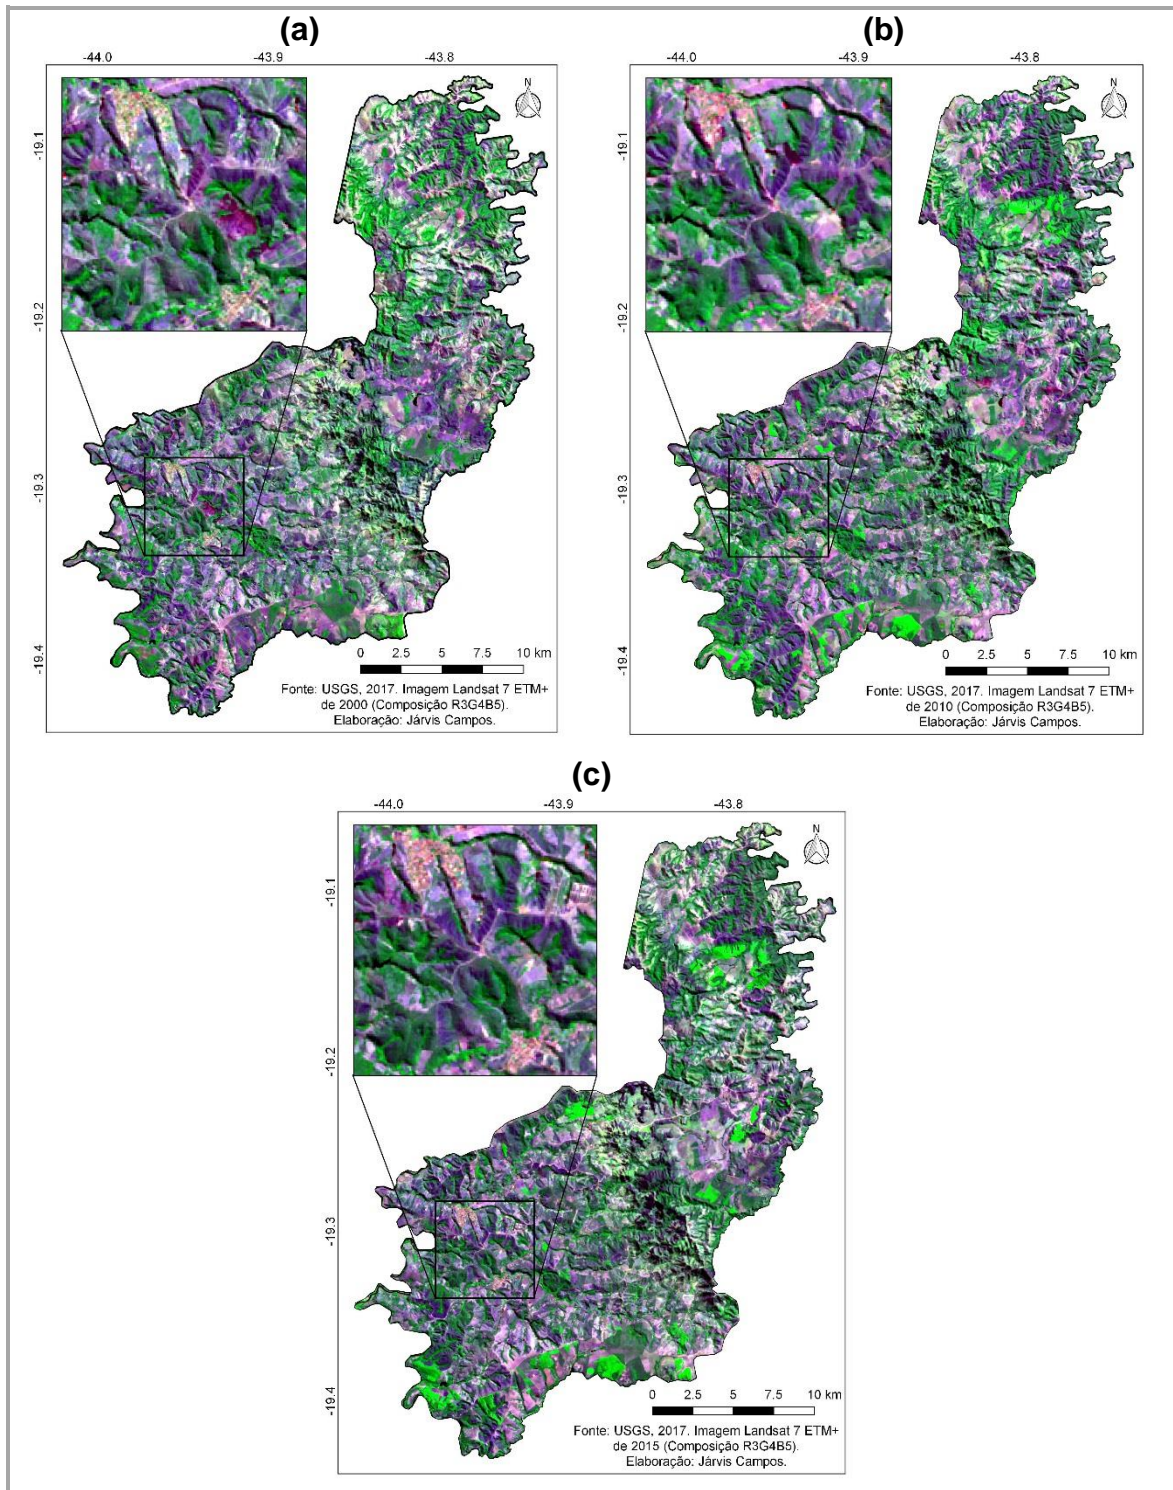 (a)
-44.0
-43.9
-43.8
N
-19.1
-19.2
-19.3
-19.4
0 2.5 5 7.5 10 km
Fonte: USGS, 2017. Imagem Landsat 7 ETM+
de 2000 (Composição R3G4B5).
Elaboração: Járvis Campos.
(b)
-44.0
-43.9
-43.8
N
-19.1
-19.2
-19.3
-19.4
0 2.5 5 7.5 10 km
Fonte: USGS, 2017. Imagem Landsat 7 ETM+
de 2010 (Composição R3G4B5).
Elaboração: Járvis Campos.
(c)
-44.0
-43.9
-43.8
N
-19.1
-19.2
-19.3
-19.4
0 2.5 5 7.5 10 km
Fonte: USGS, 2017. Imagem Landsat 7 ETM+
de 2015 (Composição R3G4B5).
Elaboração: Járvis Campos.